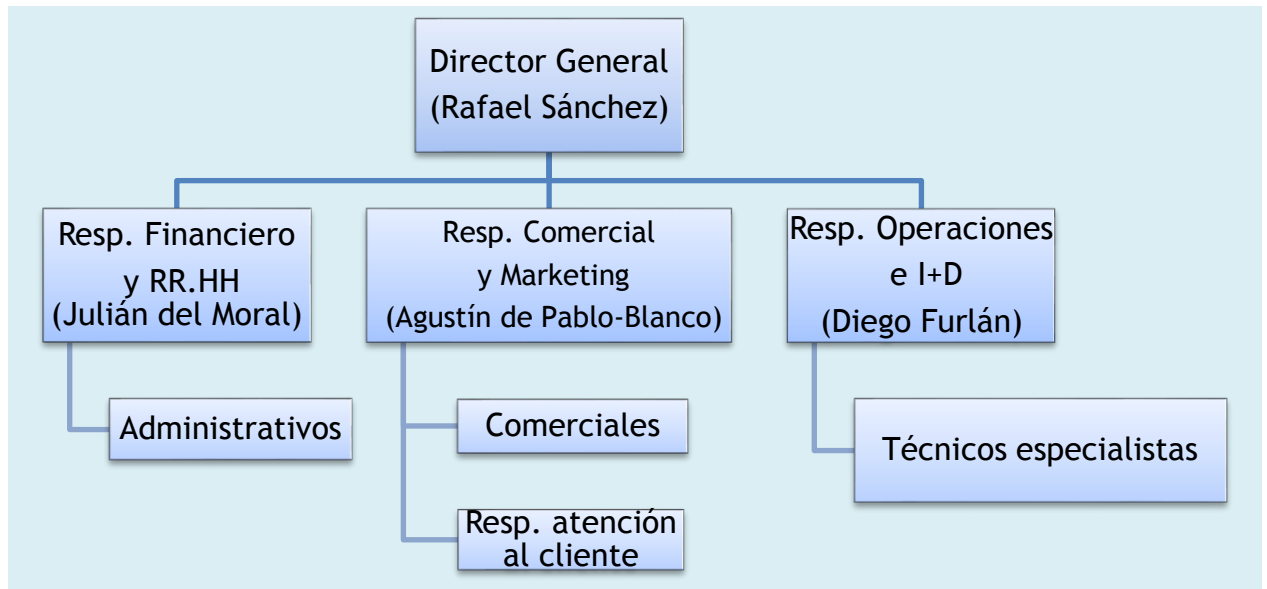 Director General
(Rafael Sánchez)
Resp. Financiero
y RR.HH
(Julián del Moral)
Resp. Comercial
y Marketing
(Agustín de Pablo-Blanco)
Resp. Operaciones
e I+D
(Diego Furlán)
Administrativos
Comerciales
Resp. atención
al cliente
Técnicos especialistas